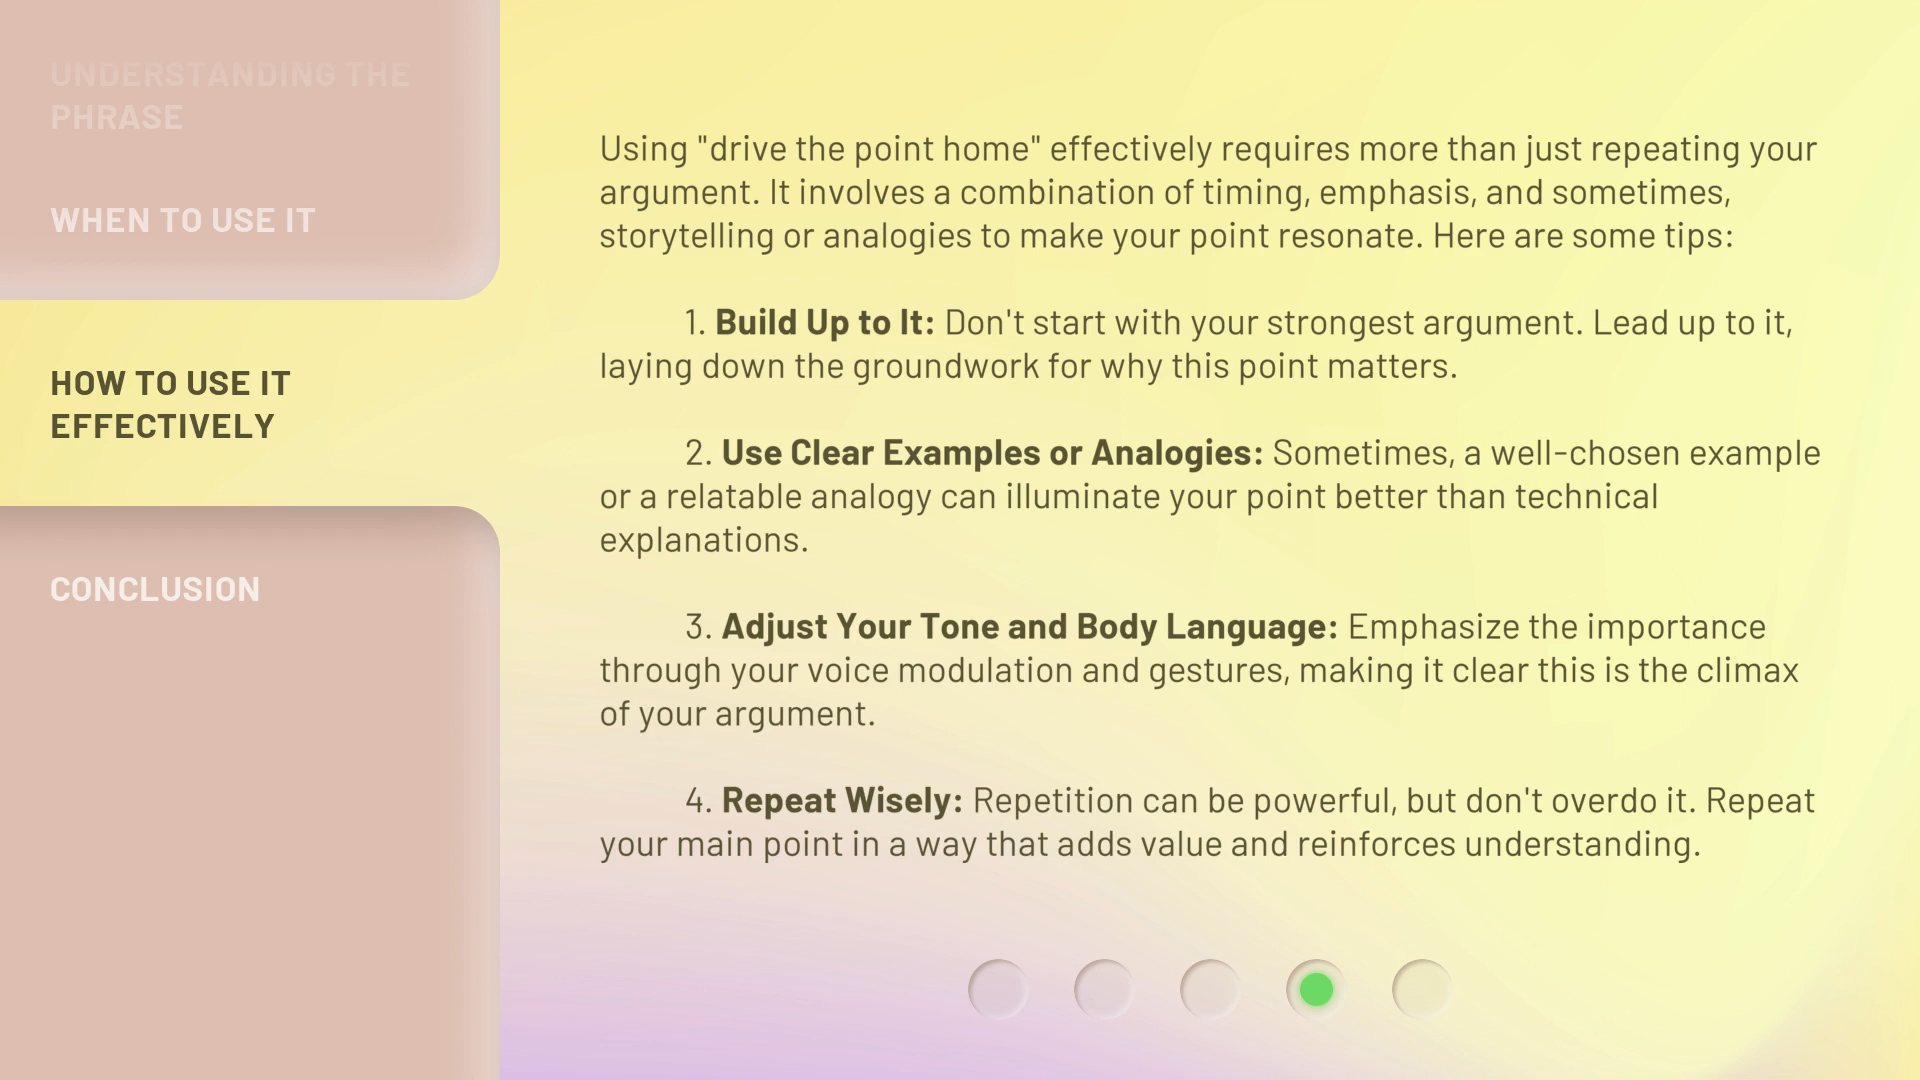 UNDERSTANDING THE
PHRASE
WHEN TO USE IT
HOW TO USE IT
EFFECTIVELY
CONCLUSION
Using "drive the point home" effectively requires more than just repeating your
argument. It involves a combination of timing, emphasis, and sometimes,
storytelling or analogies to make your point resonate. Here are some tips:
1. Build Up to It: Don't start with your strongest argument. Lead up to it,
laying down the groundwork for why this point matters.
2. Use Clear Examples or Analogies: Sometimes, a well-chosen example
or a relatable analogy can illuminate your point better than technical
explanations.
3. Adjust Your Tone and Body Language: Emphasize the importance
through your voice modulation and gestures, making it clear this is the climax
of your argument.
4. Repeat Wisely: Repetition can be powerful, but don't overdo it. Repeat
your main point in a way that adds value and reinforces understanding.